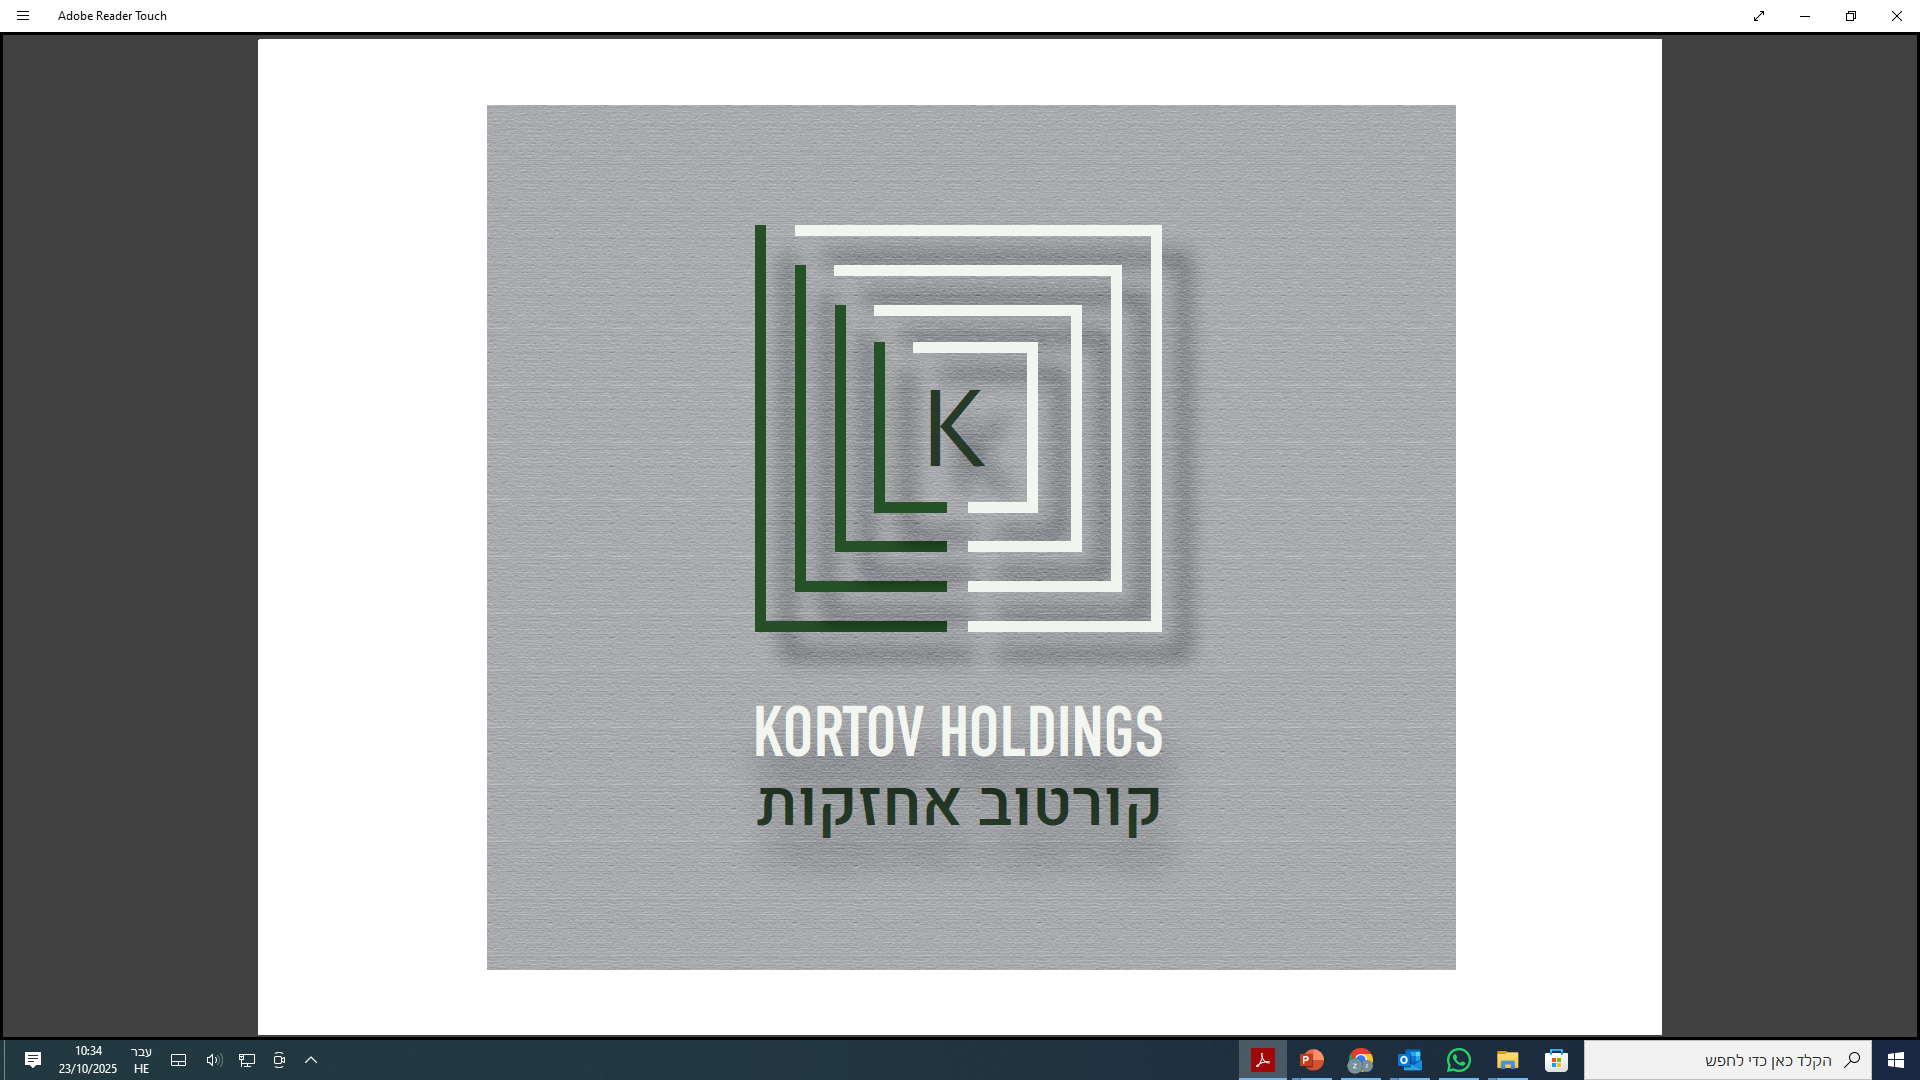 Adobe Reader Touch
K
KORTOV HOLDINGS
קורטוב אחזקות
10:34
23/10/2025
עבר
HE
הקלד כאן כדי לחפש